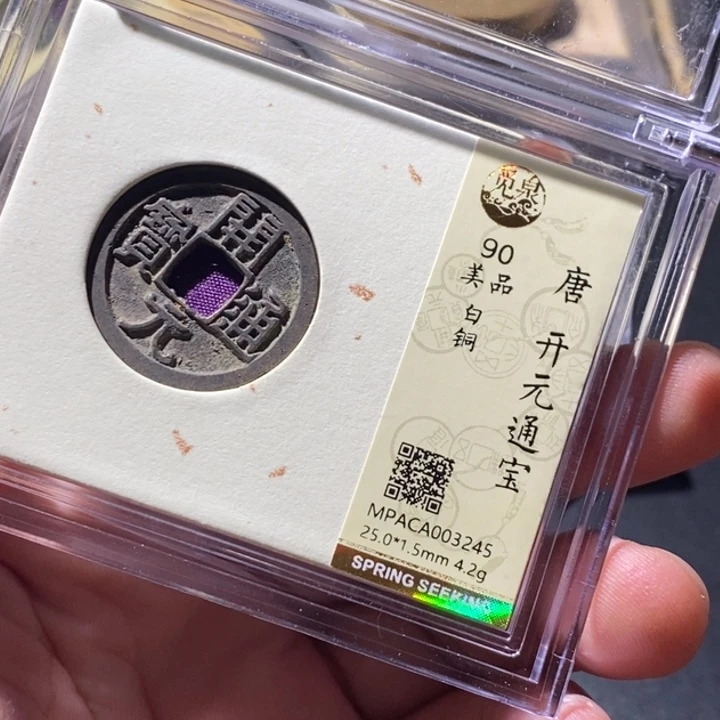 開
元
通
寳
觅泉
90
美品
白铜
唐 开元通宝
MPACA003245
25.0*1.5mm 4.2g
SPRING SEEKING